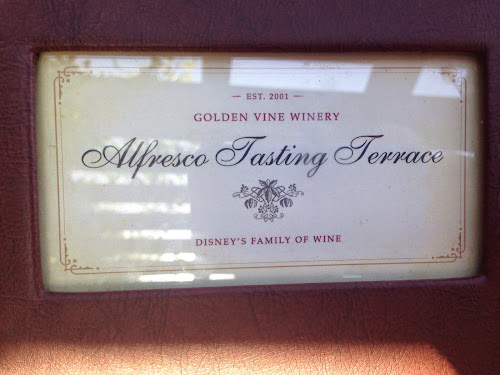 — EST. 2001 —
GOLDEN VINE WINERY
Alfresco Tasting Terrace
DISNEY'S FAMILY OF WINE